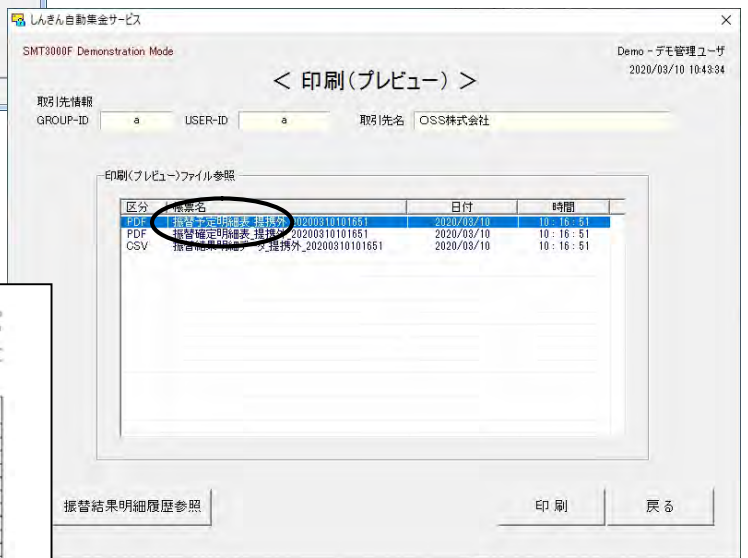 しんきん自動集金サービス
SMT3000F Demonstration Mode
Demo - デモ管理ユーザ
2020/03/10 10:43:34
< 印刷(プレビュー) >
取引先情報
GROUP-ID a USER-ID a 取引先名 OSS株式会社
印刷(プレビュー)ファイル参照
区分 帳票名 日付 時間
PDF 振替予定明細表_提携外_20200310101651 2020/03/10 10:16:51
PDF 振替確定明細表_提携外_20200310101651 2020/03/10 10:16:51
CSV 振替結果明細データ_提携外_20200310101651 2020/03/10 10:16:51
振替結果明細履歴参照 印 刷 戻 る